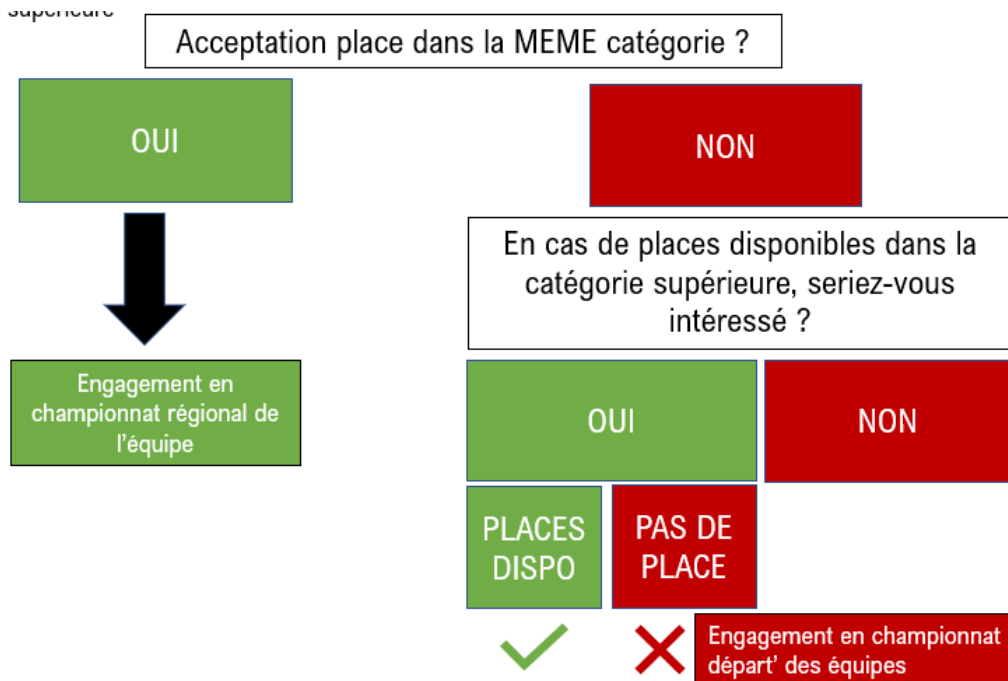 supérieure
Acceptation place dans la MEME catégorie ?
OUI
NON
En cas de places disponibles dans la
catégorie supérieure, seriez-vous
intéressé ?
Engagement en
championnat régional de
l'équipe
OUI
NON
PLACES
DISPO
PAS DE
PLACE
Engagement en championnat
départ' des équipes